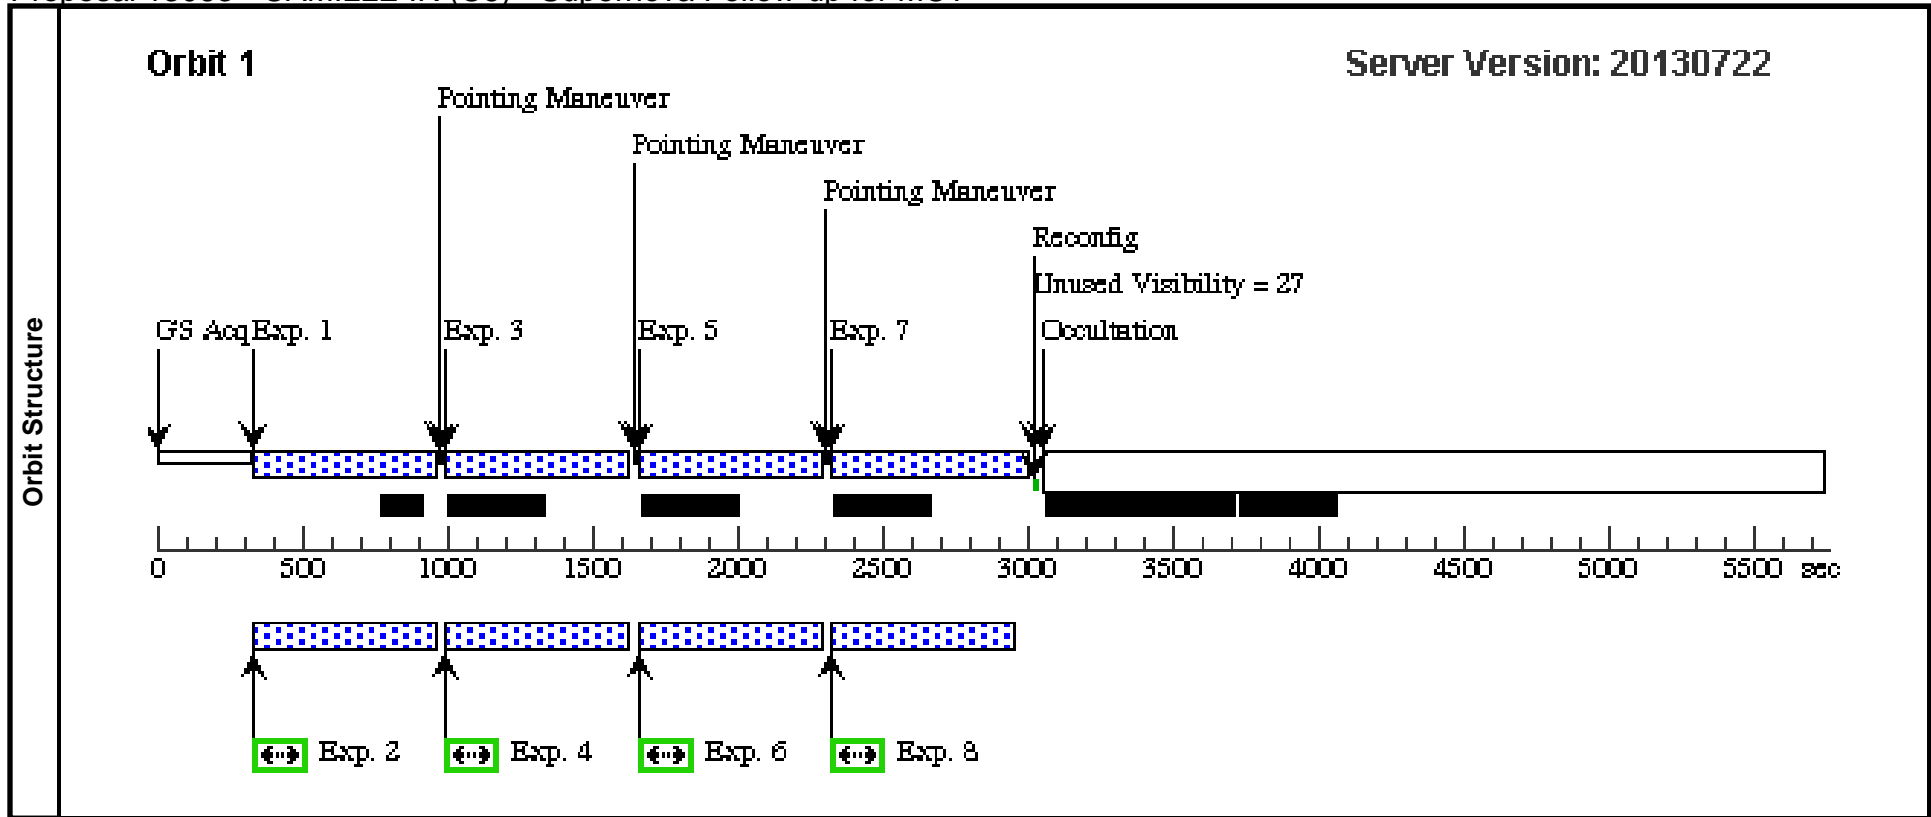 Orbit 1
Server Version: 20130722
Pointing Maneuver
Pointing Maneuver
Pointing Maneuver
Reconfig
Unused Visibility = 27
GS Acq Exp. 1 Exp. 3 Exp. 5 Exp. 7 Occultation
Orbit Structure
0 500 1000 1500 2000 2500 3000 3500 4000 4500 5000 5500 sec
Exp. 2 Exp. 4 Exp. 6 Exp. 8